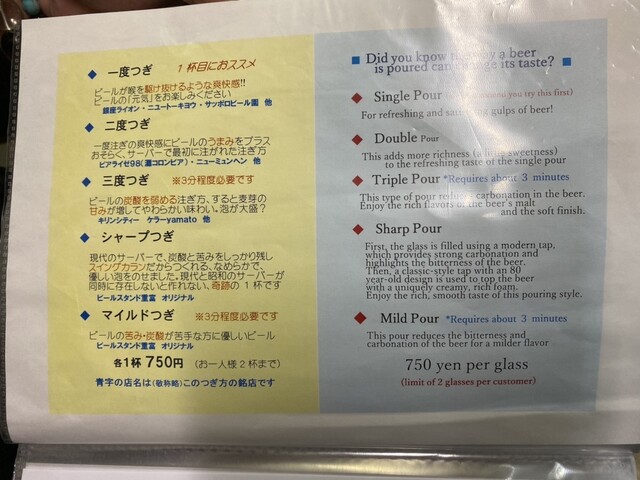 ◆ 一度つぎ 1杯目におススメ
ビールが喉を駆け抜けるような爽快感!!
ビールの「元気」をお楽しみください
銀座ライオン・ニユートーキヨウ・サッポロビール園 他
◆ 二度つぎ
一度注ぎの爽快感にビールのうまみをプラス
おそらく、サーバーで最初に注がれた注ぎ方
ビアライゼ98(灘コロンビア)・ニューミュンヘン 他
◆ 三度つぎ ※3分程度必要です
ビールの炭酸を弱める注ぎ方、すると麦芽の
甘みが増してやわらかい味わい。泡が大盛?
キリンシティー ケラーyamato 他
◆ シャープつぎ
現代のサーバーで、炭酸と苦みをしっかり残し
スイングカランだからつくれる、なめらかで、
優しい泡をのせました。現代と昭和のサーバーが
同時に存在しないと作れない、奇跡の1杯です
ビールスタンド重富 オリジナル
◆ マイルドつぎ ※3分程度必要です
ビールの苦み・炭酸が苦手な方に優しいビール
ビールスタンド重富 オリジナル
各1杯 750円 (お一人様2杯まで)
青字の店名は(敬称略)このつぎ方の銘店です
■ Did you know a beer ■
is poured can its taste?
◆ Single Pour you try this first)
For refreshing and gulps of beer!
◆ Double Pour
This adds more richness sweetness)
to the refreshing taste of the single pour
◆ Triple Pour *Requires about 3 minutes
This type of pour carbonation in the beer.
Enjoy the rich flavors of the beer's malt
and the soft finish.
◆ Sharp Pour
First, the glass is filled using a modern tap,
which provides strong carbonation and
highlights the bitterness of the beer.
Then, a classic-style tap with an 80
year-old design is used to top the beer
with a uniquely creamy, rich foam.
Enjoy the rich, smooth taste of this pouring style.
◆ Mild Pour *Requires about 3 minutes
This pour reduces the bitterness and
carbonation of the beer for a milder flavor
750 yen per glass
(limit of 2 glasses per customer)